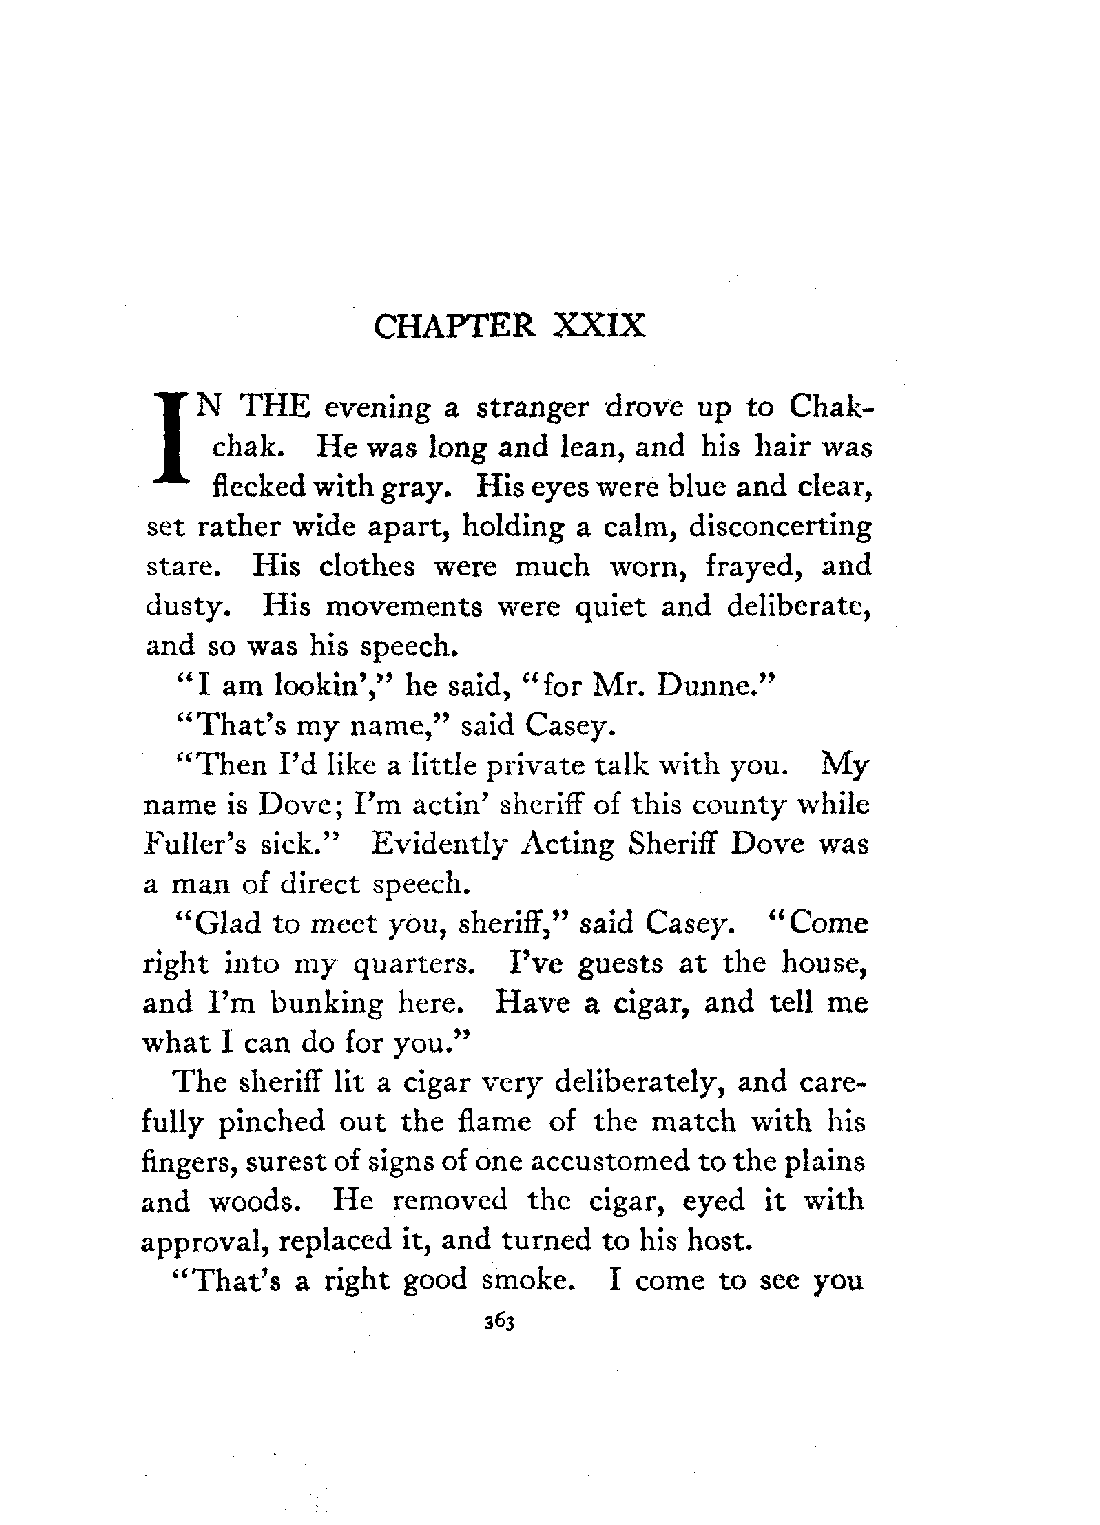 CHAPTER XXIX
IN THE evening a stranger drove up to Chak-
chak. He was long and lean, and his hair was
flecked with gray. His eyes were blue and clear,
set rather wide apart, holding a calm, disconcerting
stare. His clothes were much worn, frayed, and
dusty. His movements were quiet and deliberate,
and so was his speech.
"I am lookin'," he said, "for Mr. Dunne."
"That's my name," said Casey.
"Then I'd like a little private talk with you. My
name is Dove; I'm actin' sheriff of this county while
Fuller's sick." Evidently Acting Sheriff Dove was
a man of direct speech.
"Glad to meet you, sheriff," said Casey. "Come
right into my quarters. I've guests at the house,
and I'm bunking here. Have a cigar, and tell me
what I can do for you."
The sheriff lit a cigar very deliberately, and care-
fully pinched out the flame of the match with his
fingers, surest of signs of one accustomed to the plains
and woods. He removed the cigar, eyed it with
approval, replaced it, and turned to his host.
"That's a right good smoke. I come to see you
363